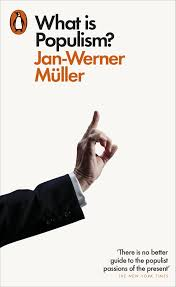 What is
Populism?
Jan-Werner
Müller
‘There is no better
guide to the populist
passions of the present’
THE NEW YORK TIMES